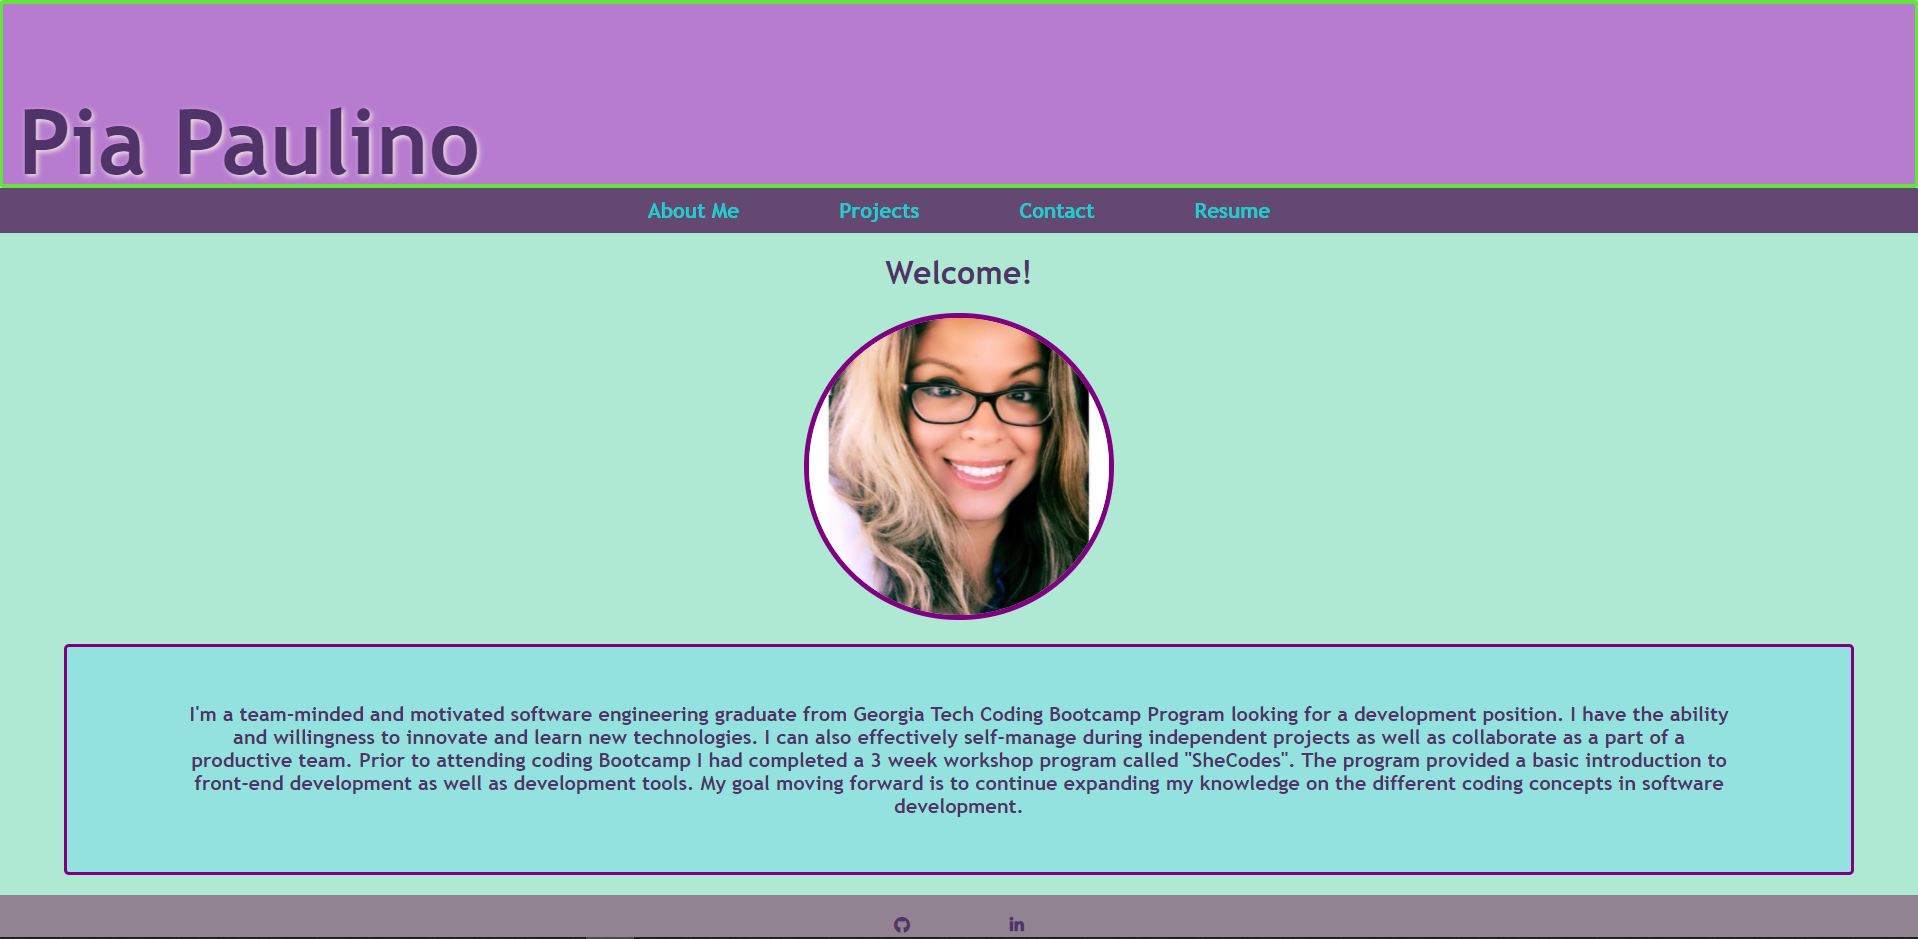 Pia Paulino
About Me Projects Contact Resume
Welcome!
I'm a team-minded and motivated software engineering graduate from Georgia Tech Coding Bootcamp Program looking for a development position. I have the ability
and willingness to innovate and learn new technologies. I can also effectively self-manage during independent projects as well as collaborate as a part of a
productive team. Prior to attending coding Bootcamp I had completed a 3 week workshop program called "SheCodes". The program provided a basic introduction to
front-end development as well as development tools. My goal moving forward is to continue expanding my knowledge on the different coding concepts in software
development.
in